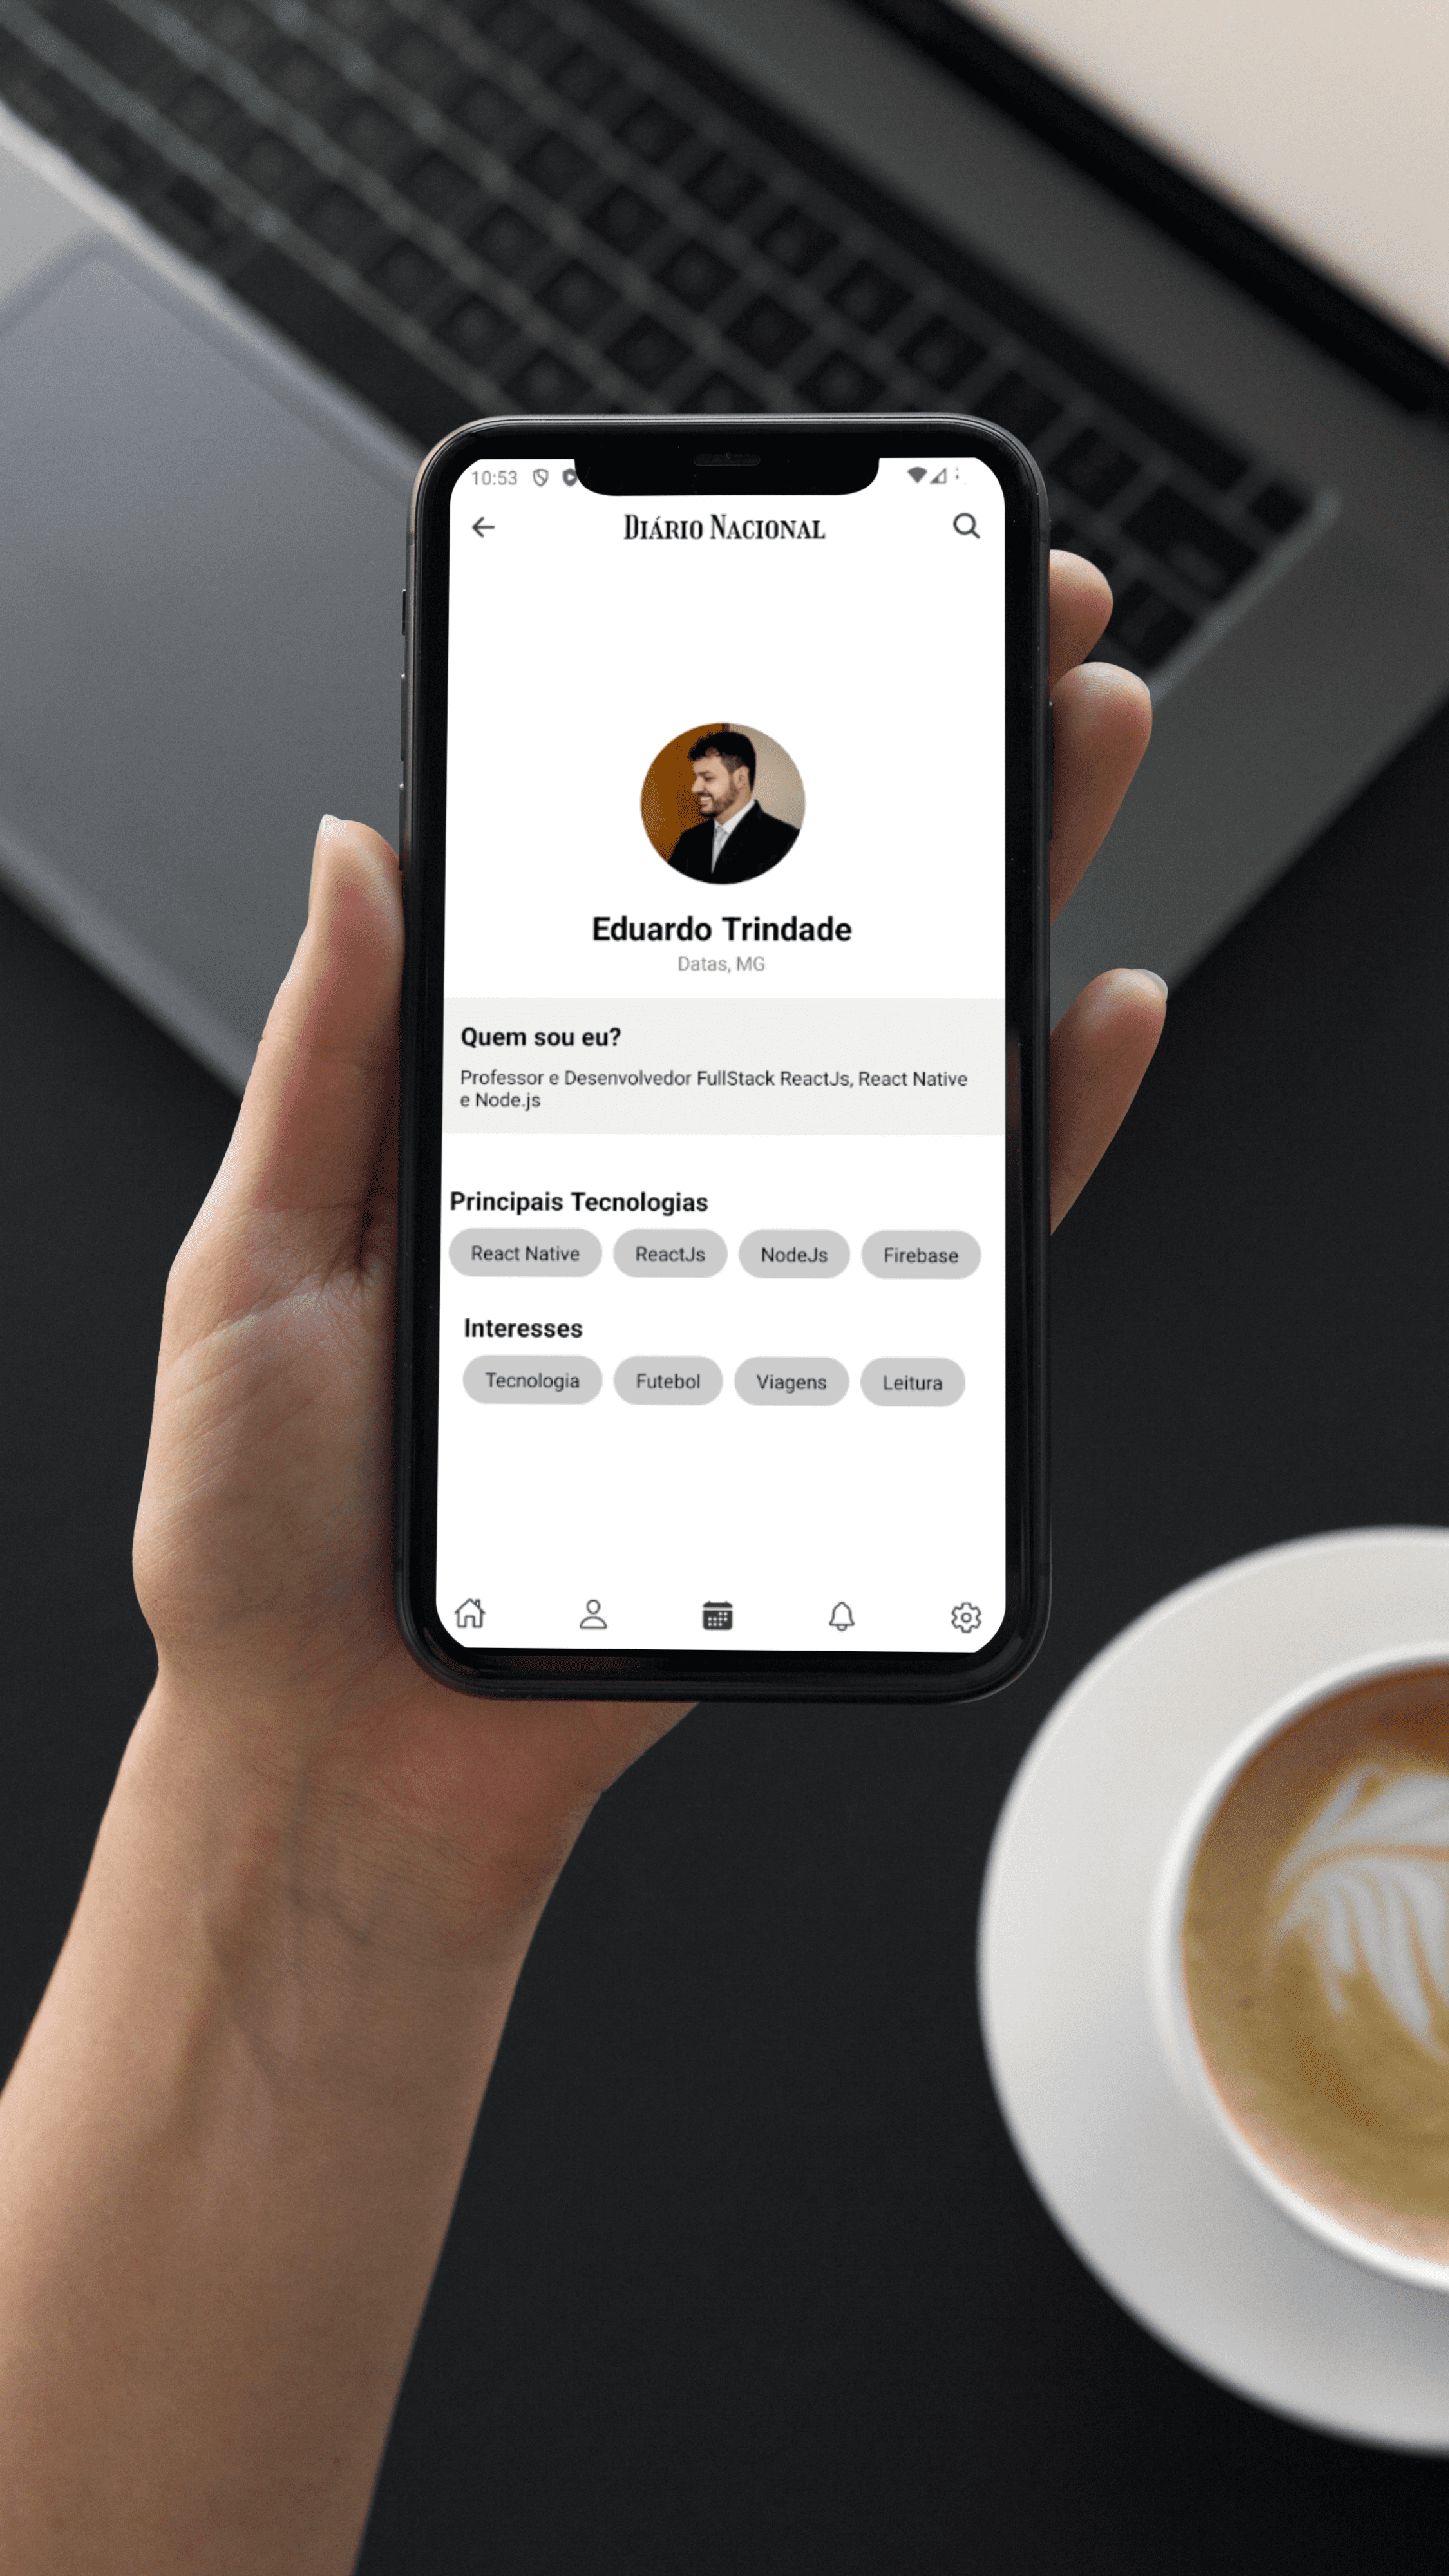 10:53
DIÁRIO NACIONAL
Eduardo Trindade
Datas, MG
Quem sou eu?
Professor e Desenvolvedor FullStack ReactJs, React Native
e Node.js
Principais Tecnologias
React Native ReactJs NodeJs Firebase
Interesses
Tecnologia Futebol Viagens Leitura